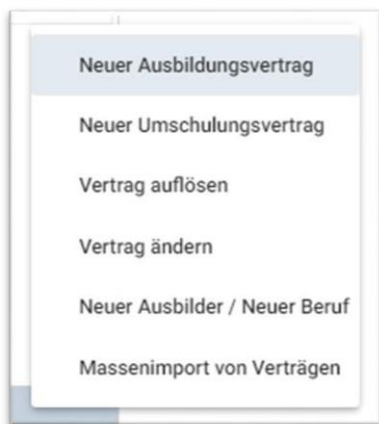 Neuer Ausbildungsvertrag
Neuer Umschulungsvertrag
Vertrag auflösen
Vertrag ändern
Neuer Ausbilder / Neuer Beruf
Massenimport von Verträgen